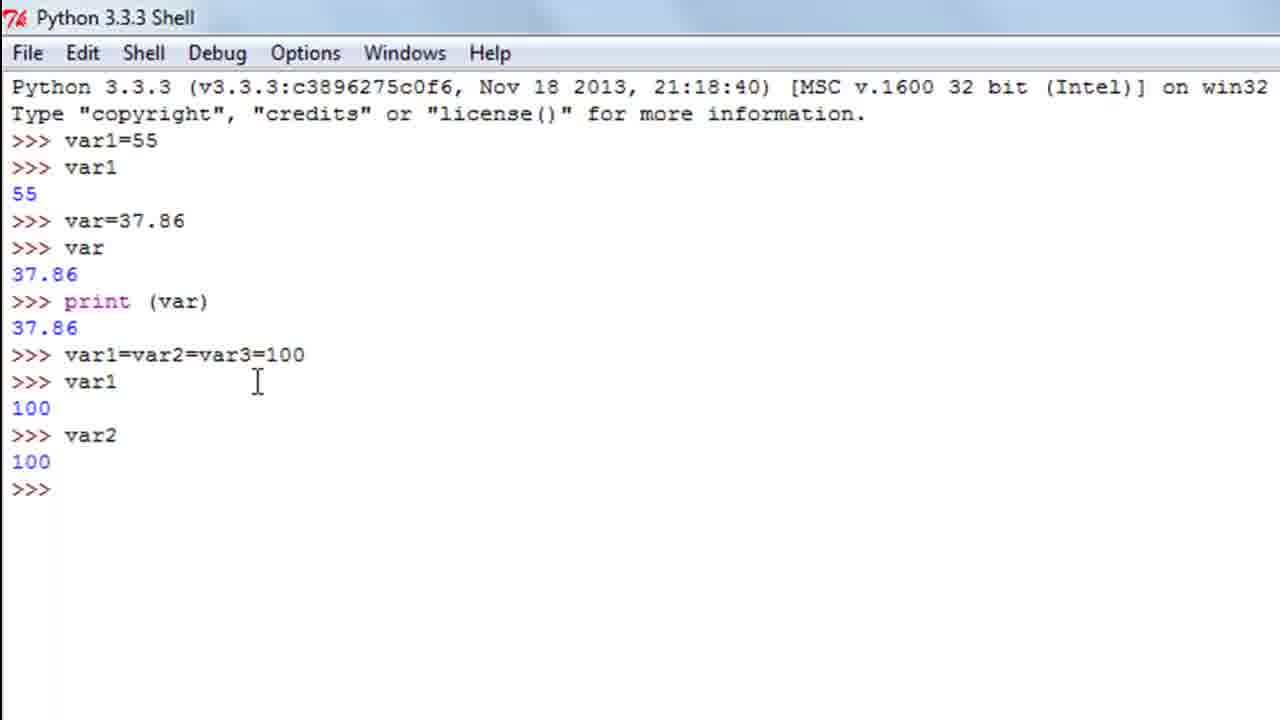 Python 3.3.3 Shell
File Edit Shell Debug Options Windows Help
Python 3.3.3 (v3.3.3:c3896275c0f6, Nov 18 2013, 21:18:40) [MSC v.1600 32 bit (Intel)] on win32
Type "copyright", "credits" or "license()" for more information.
>>> var1=55
>>> var1
55
>>> var=37.86
>>> var
37.86
>>> print (var)
37.86
>>> var1=var2=var3=100
>>> var1
100
>>> var2
100
>>>